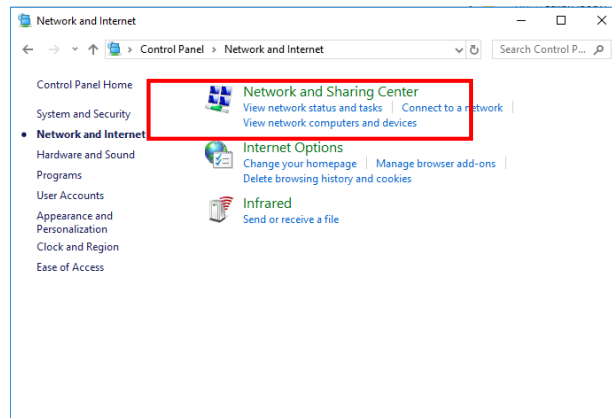 Network and Internet
Control Panel > Network and Internet
Search Control P...
Control Panel Home
System and Security
Network and Internet
Hardware and Sound
Programs
User Accounts
Appearance and
Personalization
Clock and Region
Ease of Access
Network and Sharing Center
View network status and tasks | Connect to a network
View network computers and devices
Internet Options
Change your homepage | Manage browser add-ons
Delete browsing history and cookies
Infrared
Send or receive a file